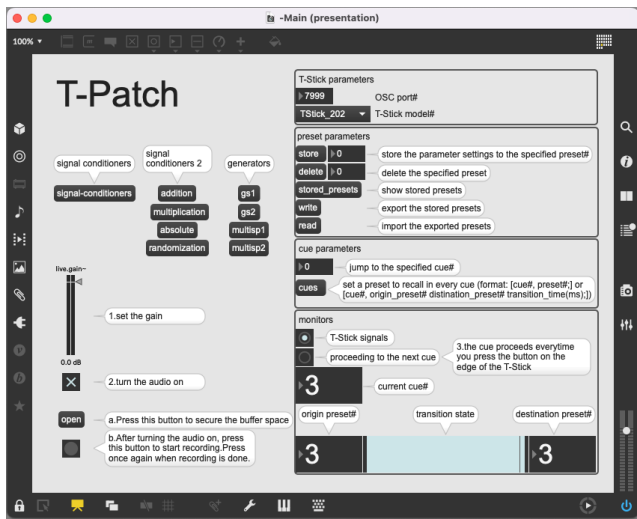 -Main (presentation)
100%
T-Patch
signal conditioners
signal
conditioners 2
generators
signal-conditioners
addition
gs1
multiplication
gs2
absolute
multisp1
randomization
multisp2
live.gain~
0.0 dB
1.set the gain
2.turn the audio on
open
a.Press this button to secure the buffer space
b.After turning the audio on, press
this button to start recording.Press
once again when recording is done.
T-Stick parameters
7999
OSC port#
TStick_202
T-Stick model#
preset parameters
store
0
store the parameter settings to the specified preset#
delete
0
delete the specified preset
stored_presets
show stored presets
write
export the stored presets
read
import the exported presets
cue parameters
0
jump to the specified cue#
cues
set a preset to recall in every cue (format: [cue#, preset#;] or
[cue#, origin_preset# distination_preset# transition_time(ms);])
monitors
T-Stick signals
proceeding to the next cue
3.the cue proceeds everytime
you press the button on the
edge of the T-Stick
3
current cue#
origin preset#
transition state
destination preset#
3
3